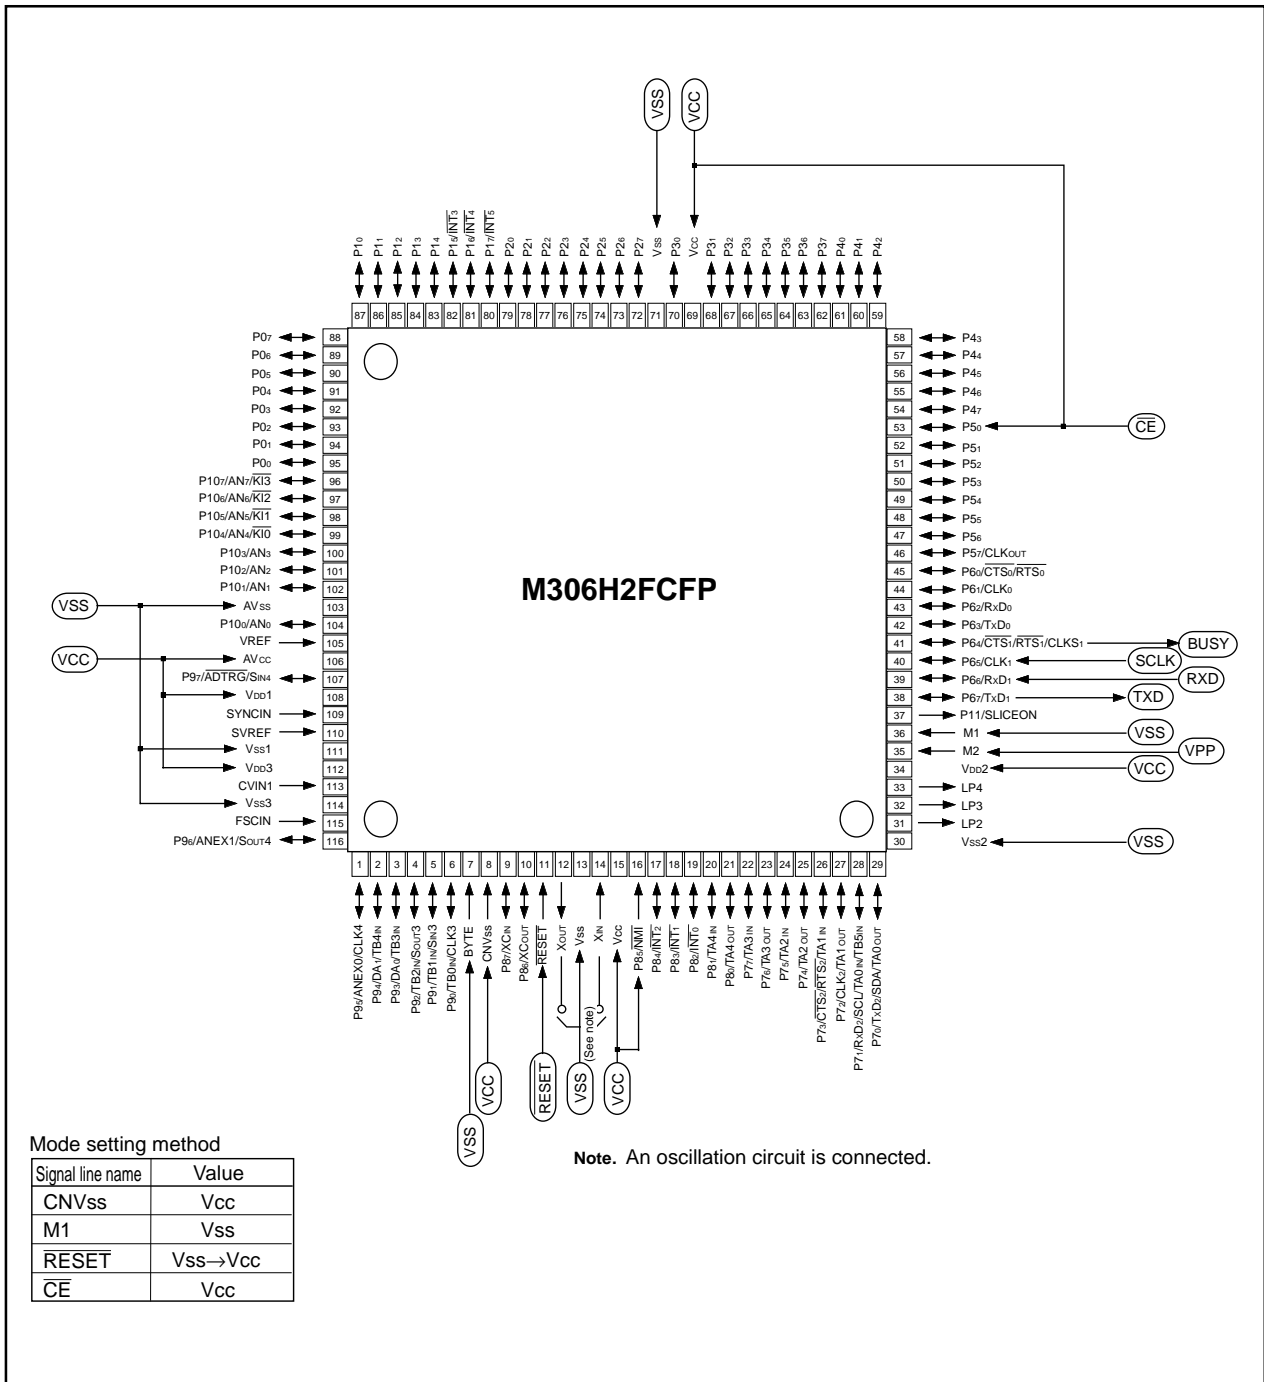 VSS
VCC
P10
P11
P12
P13
P14
P15/INT3
P16/INT4
P17/INT5
P20
P21
P22
P23
P24
P25
P26
P27
Vss
P30
Vcc
P31
P32
P33
P34
P35
P36
P37
P40
P41
P42
87 86 85 84 83 82 81 80 79 78 77 76 75 74 73 72 71 70 69 68 67 66 65 64 63 62 61 60 59
P07 88
P06 89
P05 90
P04 91
P03 92
P02 93
P01 94
P00 95
P107/AN7/KI3 96
P106/AN6/KI2 97
P105/AN5/KI1 98
P104/AN4/KI0 99
P103/AN3 100
P102/AN2 101
P101/AN1 102
VSS AVss 103
P100/AN0 104
VREF 105
VCC AVcc 106
P97/ADTRG/SIN4 107
VDD1 108
SYNCIN 109
SVREF 110
Vss1 111
VDD3 112
CVIN1 113
Vss3 114
FSCIN 115
P96/ANEX1/SOUT4 116
M306H2FCFP
58 P43
57 P44
56 P45
55 P46
54 P47
53 P50 CE
52 P51
51 P52
50 P53
49 P54
48 P55
47 P56
46 P57/CLKOUT
45 P60/CTS0/RTS0
44 P61/CLK0
43 P62/RxD0
42 P63/TxD0
41 P64/CTS1/RTS1/CLKS1 BUSY
40 P65/CLK1 SCLK
39 P66/RxD1 RXD
38 P67/TxD1 TXD
37 P11/SLICEON
36 M1 VSS
35 M2 VPP
34 VDD2 VCC
33 LP4
32 LP3
31 LP2
30 Vss2 VSS
1 2 3 4 5 6 7 8 9 10 11 12 13 14 15 16 17 18 19 20 21 22 23 24 25 26 27 28 29
P95/ANEX0/CLK4
P94/DA1/TB4IN
P93/DA0/TB3IN
P92/TB2IN/SOUT3
P91/TB1IN/SIN3
P90/TB0IN/CLK3
BYTE
CNVss
P87/XCIN
P86/XCOUT
RESET
XOUT
Vss
XIN
Vcc
P85/NMI
P84/INT2
P83/INT1
P82/INT0
P81/TA4IN
P80/TA4OUT
P77/TA3IN
P76/TA3OUT
P75/TA2IN
P74/TA2OUT
P73/CTS2/RTS2/TA1IN
P72/CLK2/TA1OUT
P71/RxD2/SCL/TA0IN/TB5IN
P70/TxD2/SDA/TA0OUT
(See note)
VSS
VCC
RESET
VSS
VCC
Note. An oscillation circuit is connected.
Mode setting method
Signal line name Value
CNVss Vcc
M1 Vss
RESET Vss→Vcc
CE Vcc